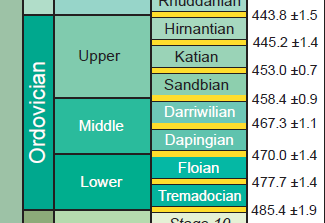 Rhuddanian
443.8 ±1.5
Hirnantian
445.2 ±1.4
Upper
Katian
453.0 ±0.7
Sandbian
458.4 ±0.9
Ordovician
Darriwilian
467.3 ±1.1
Middle
Dapingian
470.0 ±1.4
Floian
Lower
477.7 ±1.4
Tremadocian
485.4 ±1.9
Stage 10